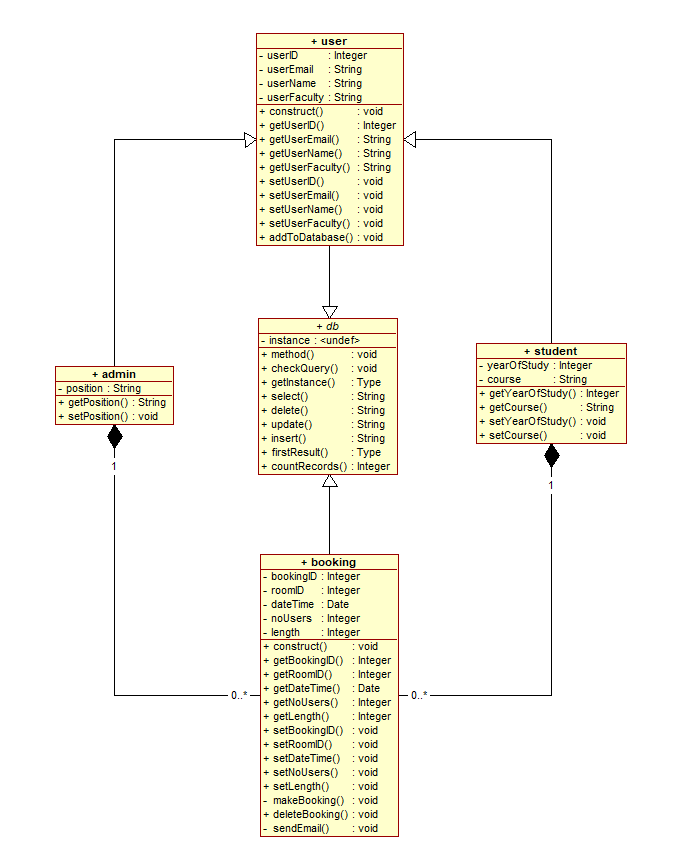 + user
- userID : Integer
- userEmail : String
- userName : String
- userFaculty : String
+ construct() : void
+ getUserID() : Integer
+ getUserEmail() : String
+ getUserName() : String
+ getUserFaculty() : String
+ setUserID() : void
+ setUserEmail() : void
+ setUserName() : void
+ setUserFaculty() : void
+ addToDatabase() : void
+ db
- instance : <undef>
+ method() : void
+ checkQuery() : void
+ getInstance() : Type
+ select() : String
+ delete() : String
+ update() : String
+ insert() : String
+ firstResult() : Type
+ countRecords() : Integer
+ admin
- position : String
+ getPosition() : String
+ setPosition() : void
1
+ student
- yearOfStudy : Integer
- course : String
+ getYearOfStudy() : Integer
+ getCourse() : String
+ setYearOfStudy() : void
+ setCourse() : void
1
+ booking
- bookingID : Integer
- roomID : Integer
- dateTime : Date
- noUsers : Integer
- length : Integer
+ construct() : void
+ getBookingID() : Integer
+ getRoomID() : Integer
+ getDateTime() : Date
+ getNoUsers() : Integer
+ getLength() : Integer
+ setBookingID() : void
+ setRoomID() : void
+ setDateTime() : void
+ setNoUsers() : void
+ setLength() : void
- makeBooking() : void
+ deleteBooking() : void
- sendEmail() : void
0..*
0..*